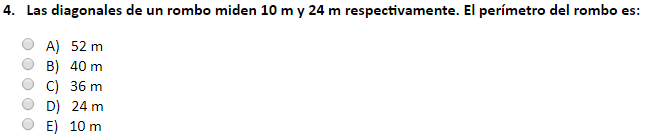 4. Las diagonales de un rombo miden 10 m y 24 m respectivamente. El perímetro del rombo es:
A) 52 m
B) 40 m
C) 36 m
D) 24 m
E) 10 m